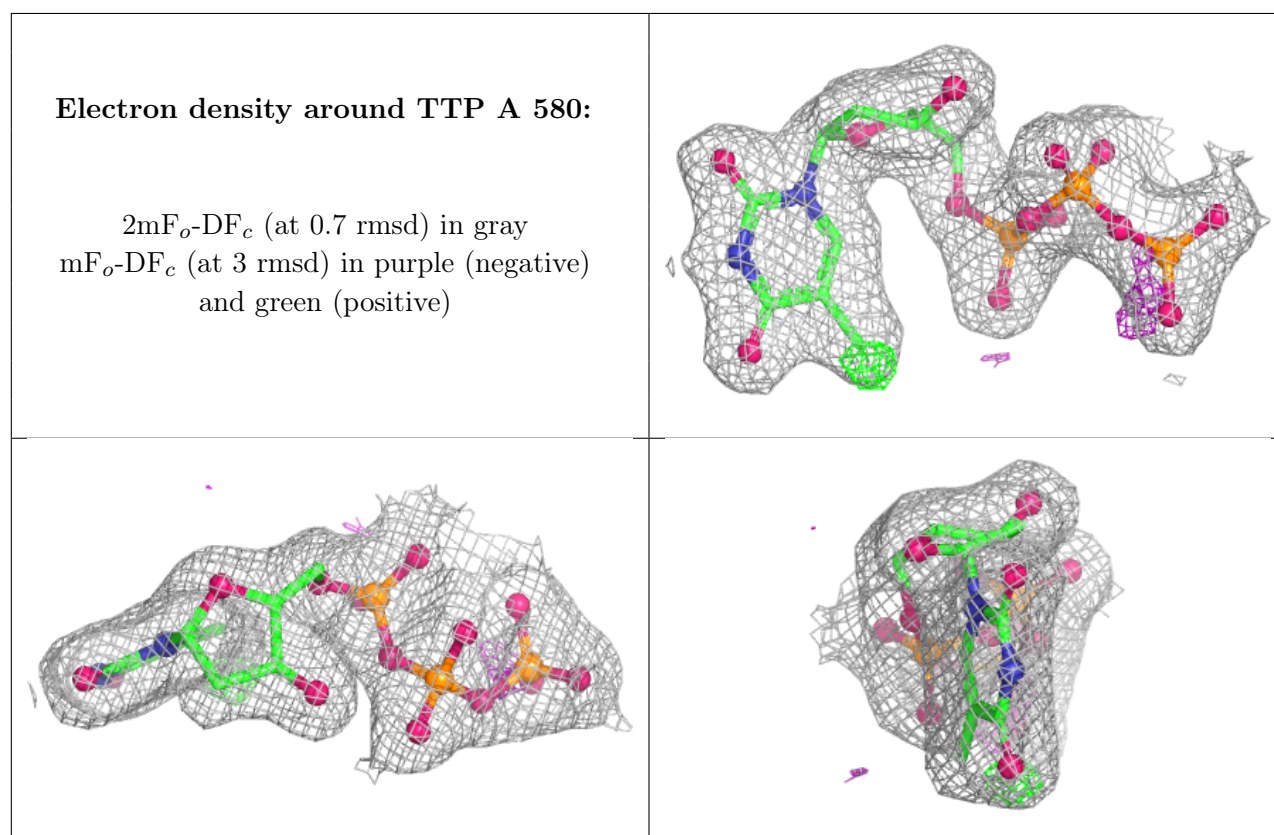 Electron density around TTP A 580:
2mFo-DFc (at 0.7 rmsd) in gray
mFo-DFc (at 3 rmsd) in purple (negative)
and green (positive)